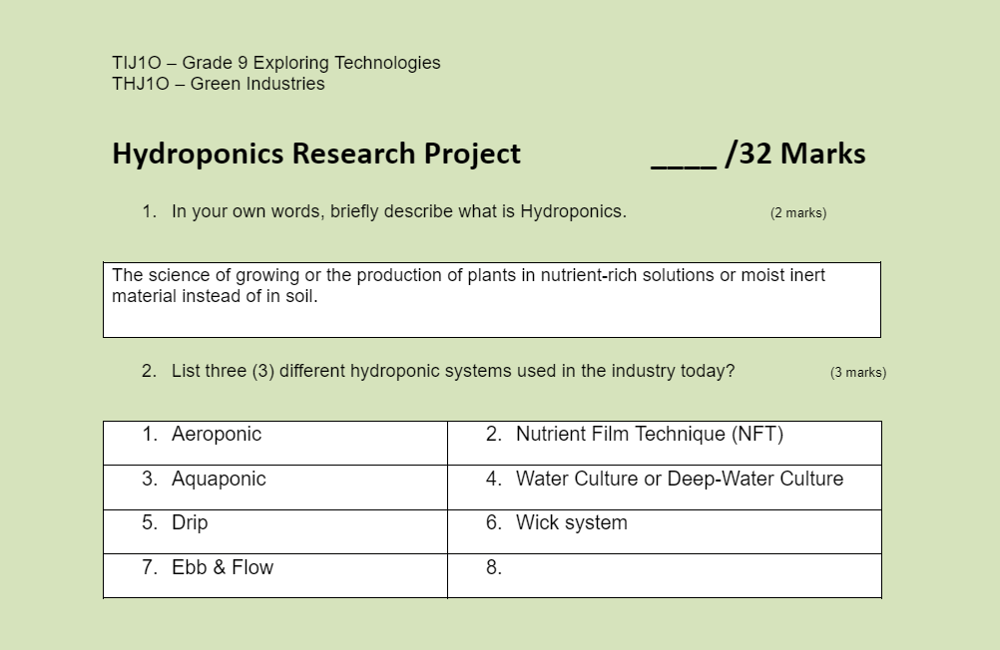 TIJ1O – Grade 9 Exploring Technologies
THJ1O – Green Industries
Hydroponics Research Project ____ /32 Marks
1. In your own words, briefly describe what is Hydroponics. (2 marks)
The science of growing or the production of plants in nutrient-rich solutions or moist inert
material instead of in soil.
2. List three (3) different hydroponic systems used in the industry today? (3 marks)
1. Aeroponic 2. Nutrient Film Technique (NFT)
3. Aquaponic 4. Water Culture or Deep-Water Culture
5. Drip 6. Wick system
7. Ebb & Flow 8.